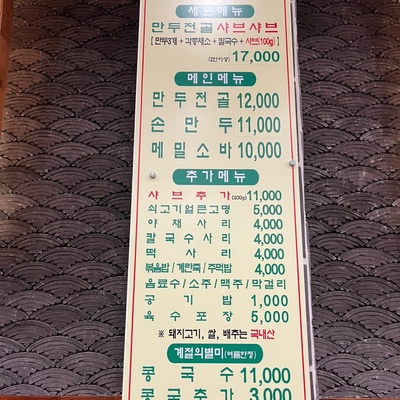 세트메뉴
만두전골샤브샤브
[ 만두3개 + 각종채소 + 칼국수 + 샤브(100g) ]
(2인이상) 17,000
메인메뉴
만두전골 12,000
손만두 11,000
메밀소바 10,000
추가메뉴
샤브추가(200g) 11,000
쇠고기얼큰고명 5,000
야채사리 4,000
칼국수사리 4,000
떡사리 4,000
볶음밥/계란죽/주먹밥 4,000
음료수/소주/맥주/막걸리
공기밥 1,000
육수포장 5,000
※ 돼지고기, 쌀, 배추는 국내산
계절의별미(여름한정)
콩국수 11,000
콩국추가 3,000